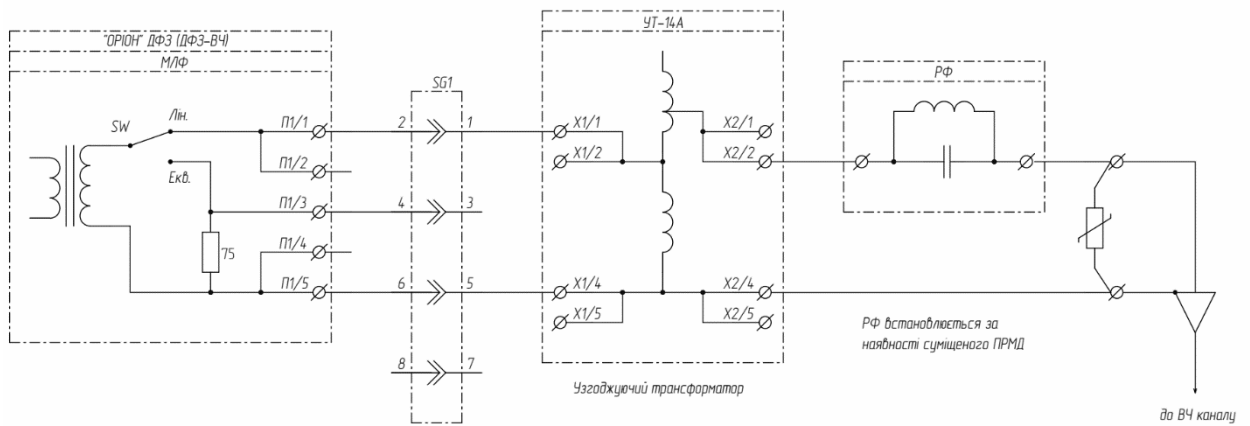 "ОРІОН" ДФЗ (ДФЗ-ВЧ)
МЛФ
SW
Лін.
Екв.
75
П1/1
П1/2
П1/3
П1/4
П1/5
SG1
2
1
4
3
6
5
8
7
УТ-14А
X1/1
X1/2
X2/1
X2/2
X1/4
X1/5
X2/4
X2/5
Узгоджуючий трансформатор
РФ
РФ встановлюється за
наявності суміщеного ПРМД
до ВЧ каналу